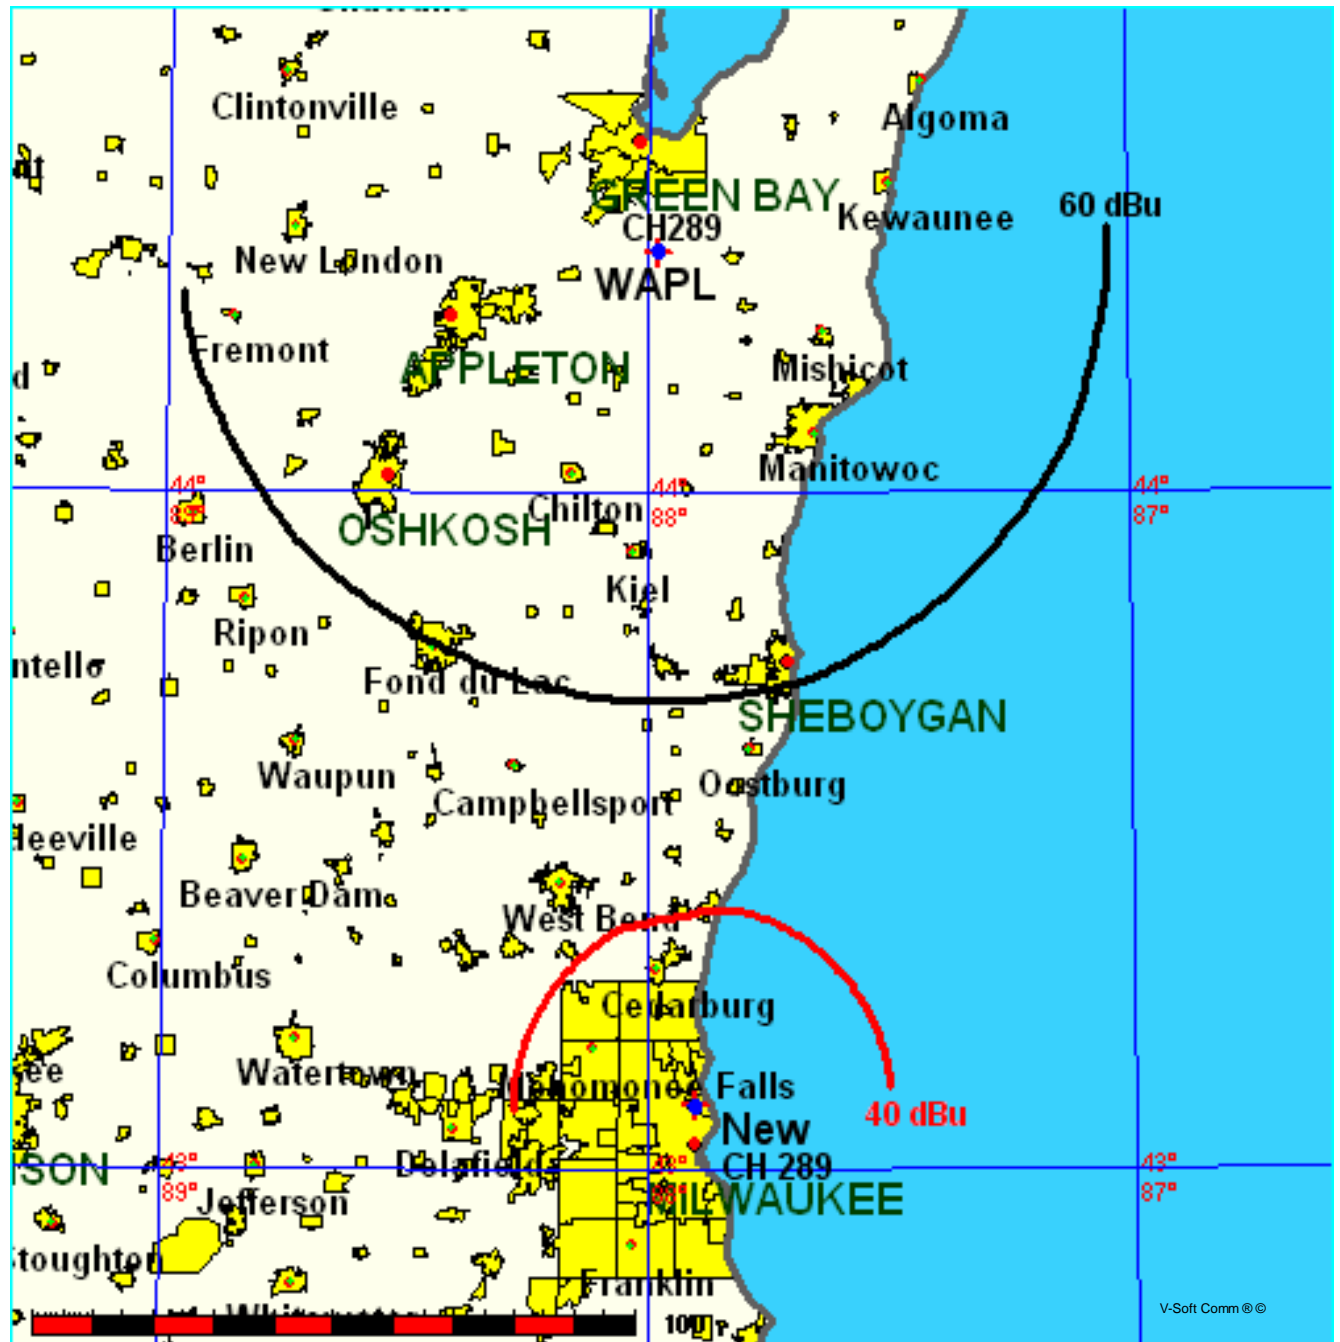 Clintonville
Algoma
GREEN BAY
Kewaunee
60 dBu
CH289
New London
WAPL
Fremont
APPLETON
Mishicot
d
Manitowoc
44°
89°
44°
88°
44°
87°
Chilton
OSHKOSH
Berlin
Kiel
Ripon
ntello
Fond du Lac
SHEBOYGAN
Waupun
Campbellsport
Oostburg
Beaver Dam
West Bend
Columbus
Cedarburg
Watertown
Menomonee Falls
40 dBu
New
CH 289
Delafield
43°
89°
43°
87°
SON
Jefferson
MILWAUKEE
Stoughton
Franklin
100
V-Soft Comm ® ©